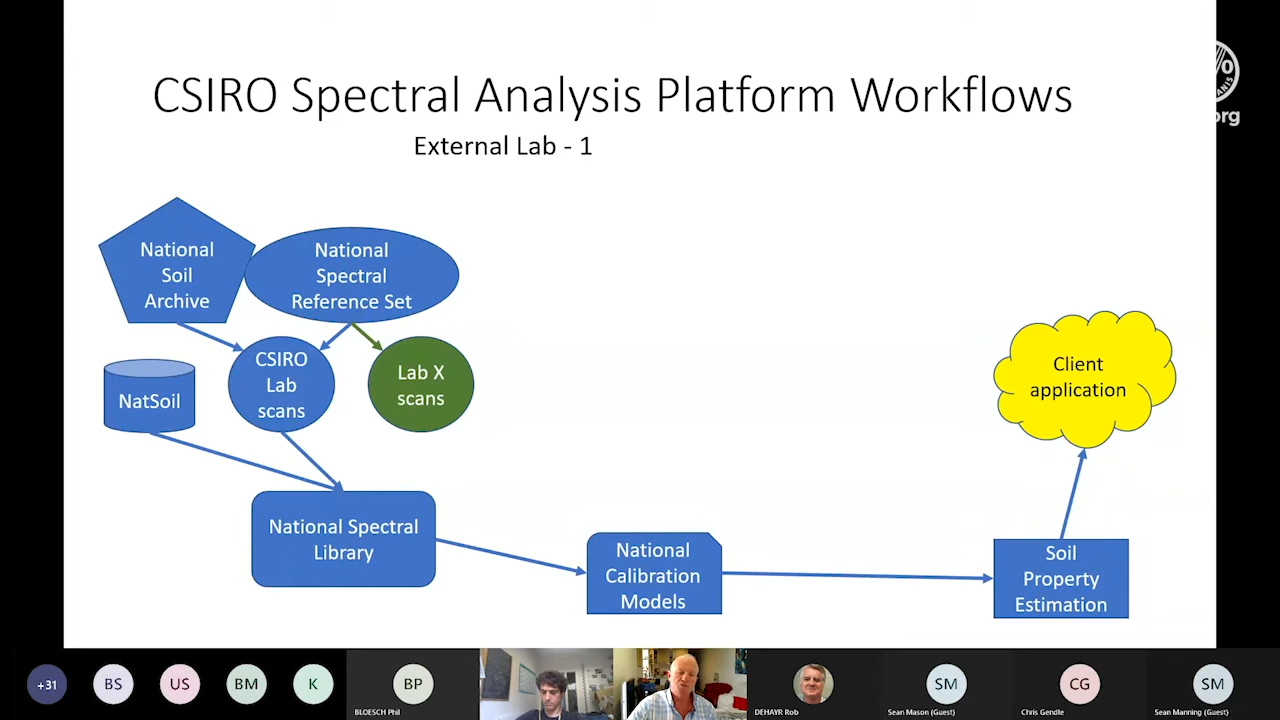 CSIRO Spectral Analysis Platform Workflows
External Lab - 1
National
Soil
Archive
National
Spectral
Reference Set
NatSoil
CSIRO
Lab
scans
Lab X
scans
National Spectral
Library
National
Calibration
Models
Soil
Property
Estimation
Client
application
org
+31
BS
US
BM
K
BP
BLOESCH Phil
DEHAYR Rob
SM
Sean Mason (Guest)
CG
Chris Gendle
SM
Sean Manning (Guest)